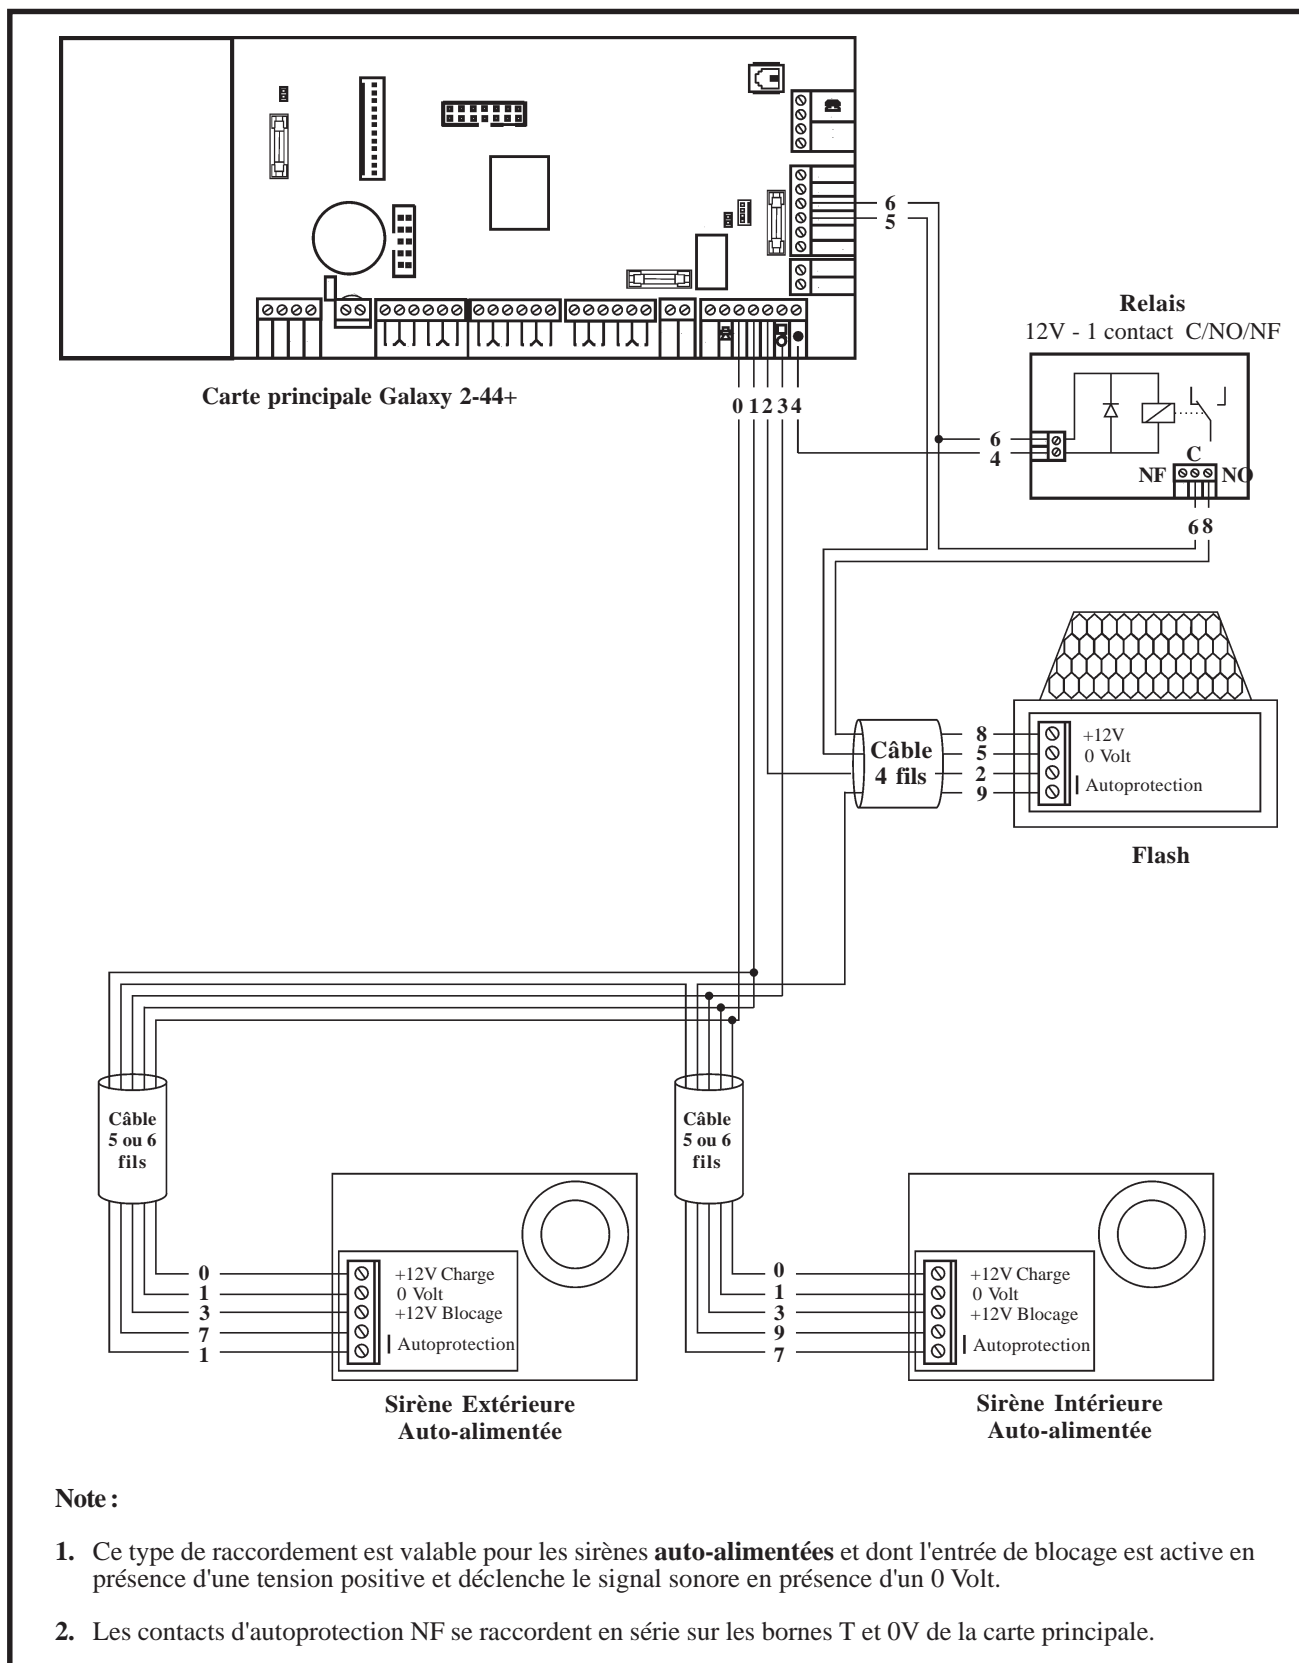 6
5
Relais
12V - 1 contact C/NO/NF
Carte principale Galaxy 2-44+
0 1 2 3 4
6
4
C
NF
NO
6 8
Câble
4 fils
8
5
2
9
+12V
0 Volt
Autoprotection
Flash
Câble
5 ou 6
fils
Câble
5 ou 6
fils
0
1
3
7
1
+12V Charge
0 Volt
+12V Blocage
Autoprotection
0
1
3
9
7
+12V Charge
0 Volt
+12V Blocage
Autoprotection
Sirène Extérieure
Auto-alimentée
Sirène Intérieure
Auto-alimentée
Note :
1. Ce type de raccordement est valable pour les sirènes auto-alimentées et dont l'entrée de blocage est active en
présence d'une tension positive et déclenche le signal sonore en présence d'un 0 Volt.
2. Les contacts d'autoprotection NF se raccordent en série sur les bornes T et 0V de la carte principale.